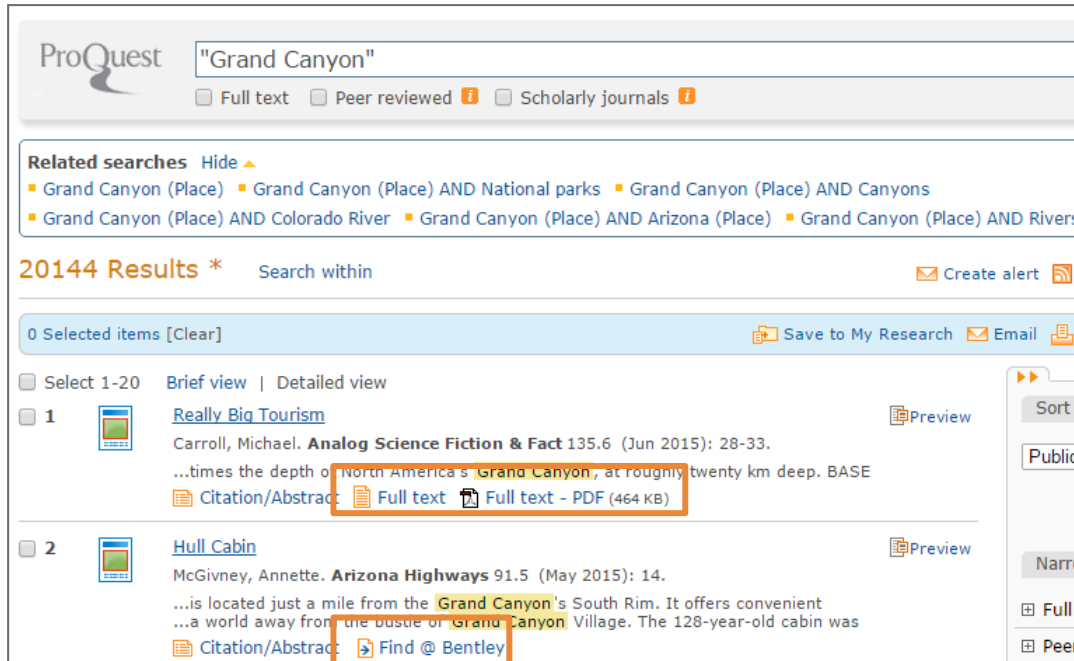 ProQuest
"Grand Canyon"
Full text Peer reviewed i Scholarly journals i
Related searches Hide
Grand Canyon (Place) Grand Canyon (Place) AND National parks Grand Canyon (Place) AND Canyons
Grand Canyon (Place) AND Colorado River Grand Canyon (Place) AND Arizona (Place) Grand Canyon (Place) AND Rivers
20144 Results * Search within Create alert
0 Selected items [Clear] Save to My Research Email
Select 1-20 Brief view | Detailed view
Sort
1 Really Big Tourism Preview
Carroll, Michael. Analog Science Fiction & Fact 135.6 (Jun 2015): 28-33.
Public
...times the depth of North America's Grand Canyon, at roughly twenty km deep. BASE
Citation/Abstract Full text Full text - PDF (464 KB)
2 Hull Cabin Preview
Narro
McGivney, Annette. Arizona Highways 91.5 (May 2015): 14.
...is located just a mile from the Grand Canyon's South Rim. It offers convenient
Full
...a world away from the bustle of Grand Canyon Village. The 128-year-old cabin was
Citation/Abstract Find @ Bentley
Peer